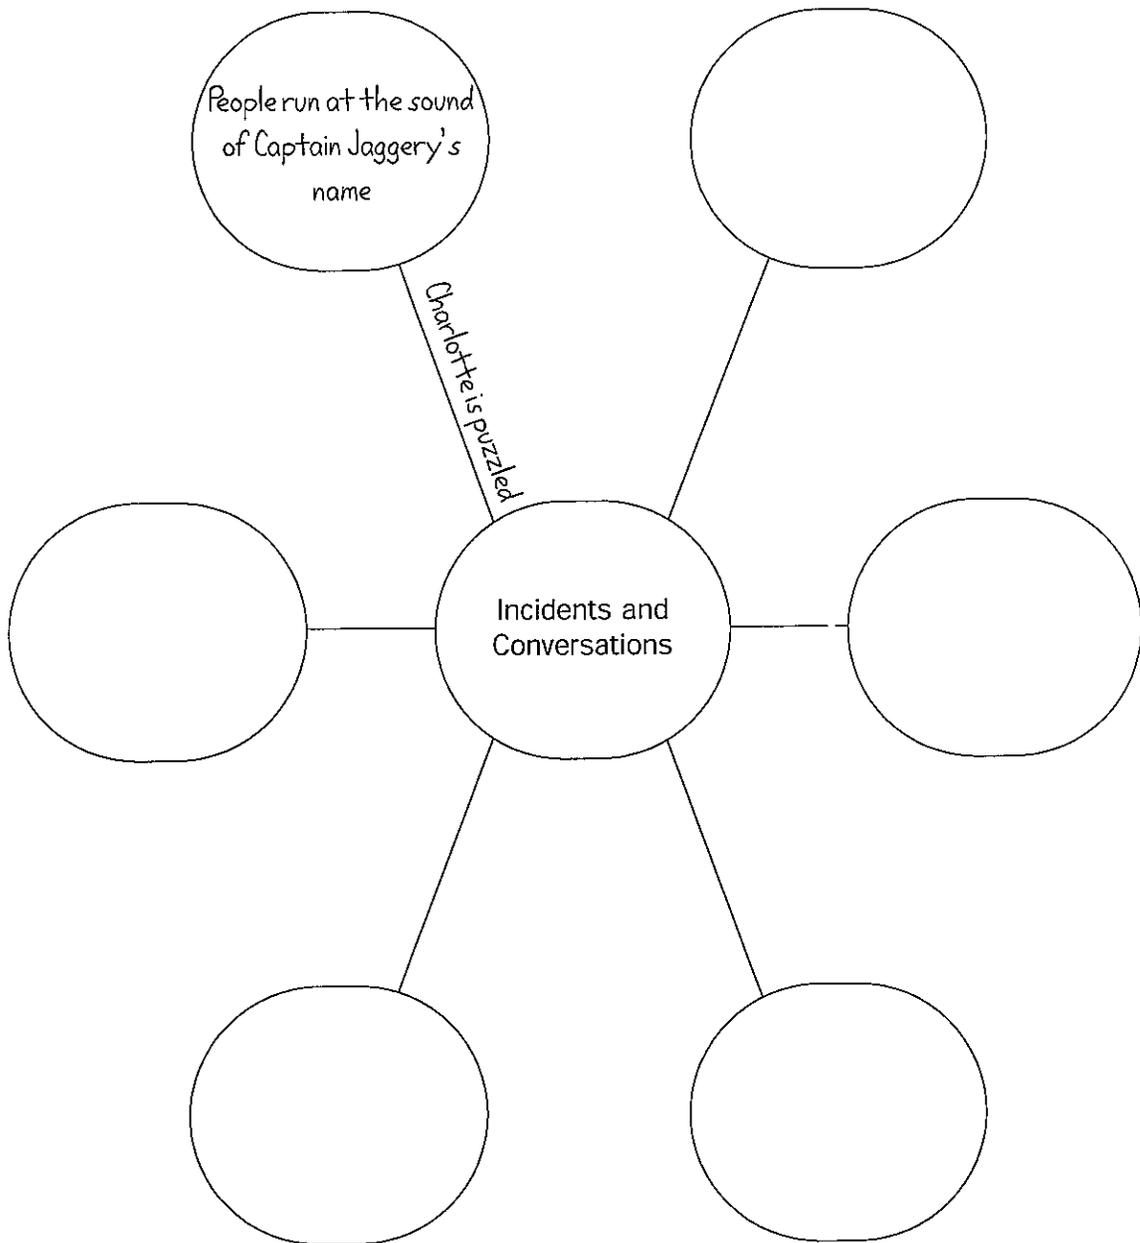 People run at the sound
of Captain Jaggery's
name
Charlotte is puzzled
Incidents and
Conversations